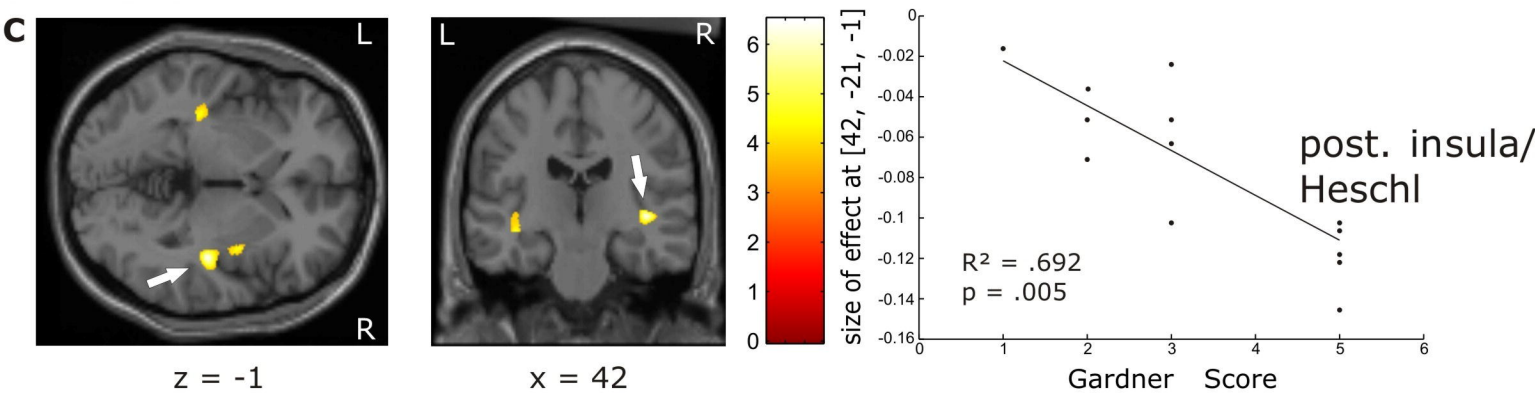 C
L
R
z = -1
L
R
x = 42
6
5
4
3
2
1
0
size of effect at [42, -21, -1]
0
-0.02
-0.04
-0.06
-0.08
-0.1
-0.12
-0.14
-0.16
post. insula/
Heschl
R² = .692
p = .005
0 1 2 3 4 5 6
Gardner Score